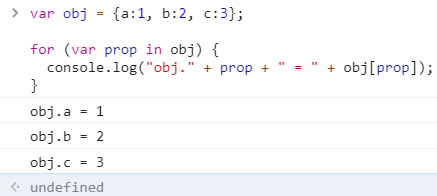 > var obj = {a:1, b:2, c:3};
for (var prop in obj) {
  console.log("obj." + prop + " = " + obj[prop]);
}
obj.a = 1
obj.b = 2
obj.c = 3
undefined